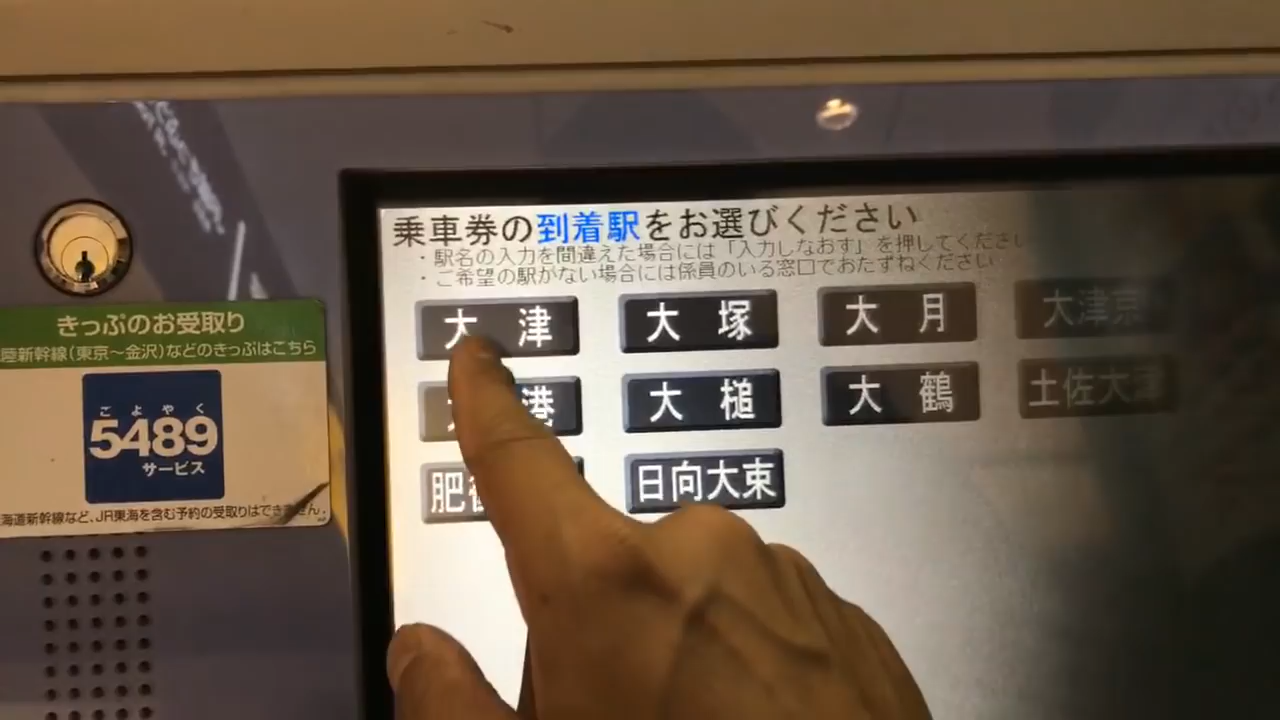 乗車券の到着駅をお選びください
・駅名の入力を間違えた場合には「入力しなおす」を押してください
・ご希望の駅がない場合には係員のいる窓口でおたずねください
大津
大塚
大月
大津京
港
大槌
大鶴
土佐大津
肥
日向大束
きっぷのお受取り
陸新幹線(東京~金沢)などのきっぷはこちら
ごよやく
5489
サービス
海道新幹線など、JR東海を含む予約の受取りはできません。